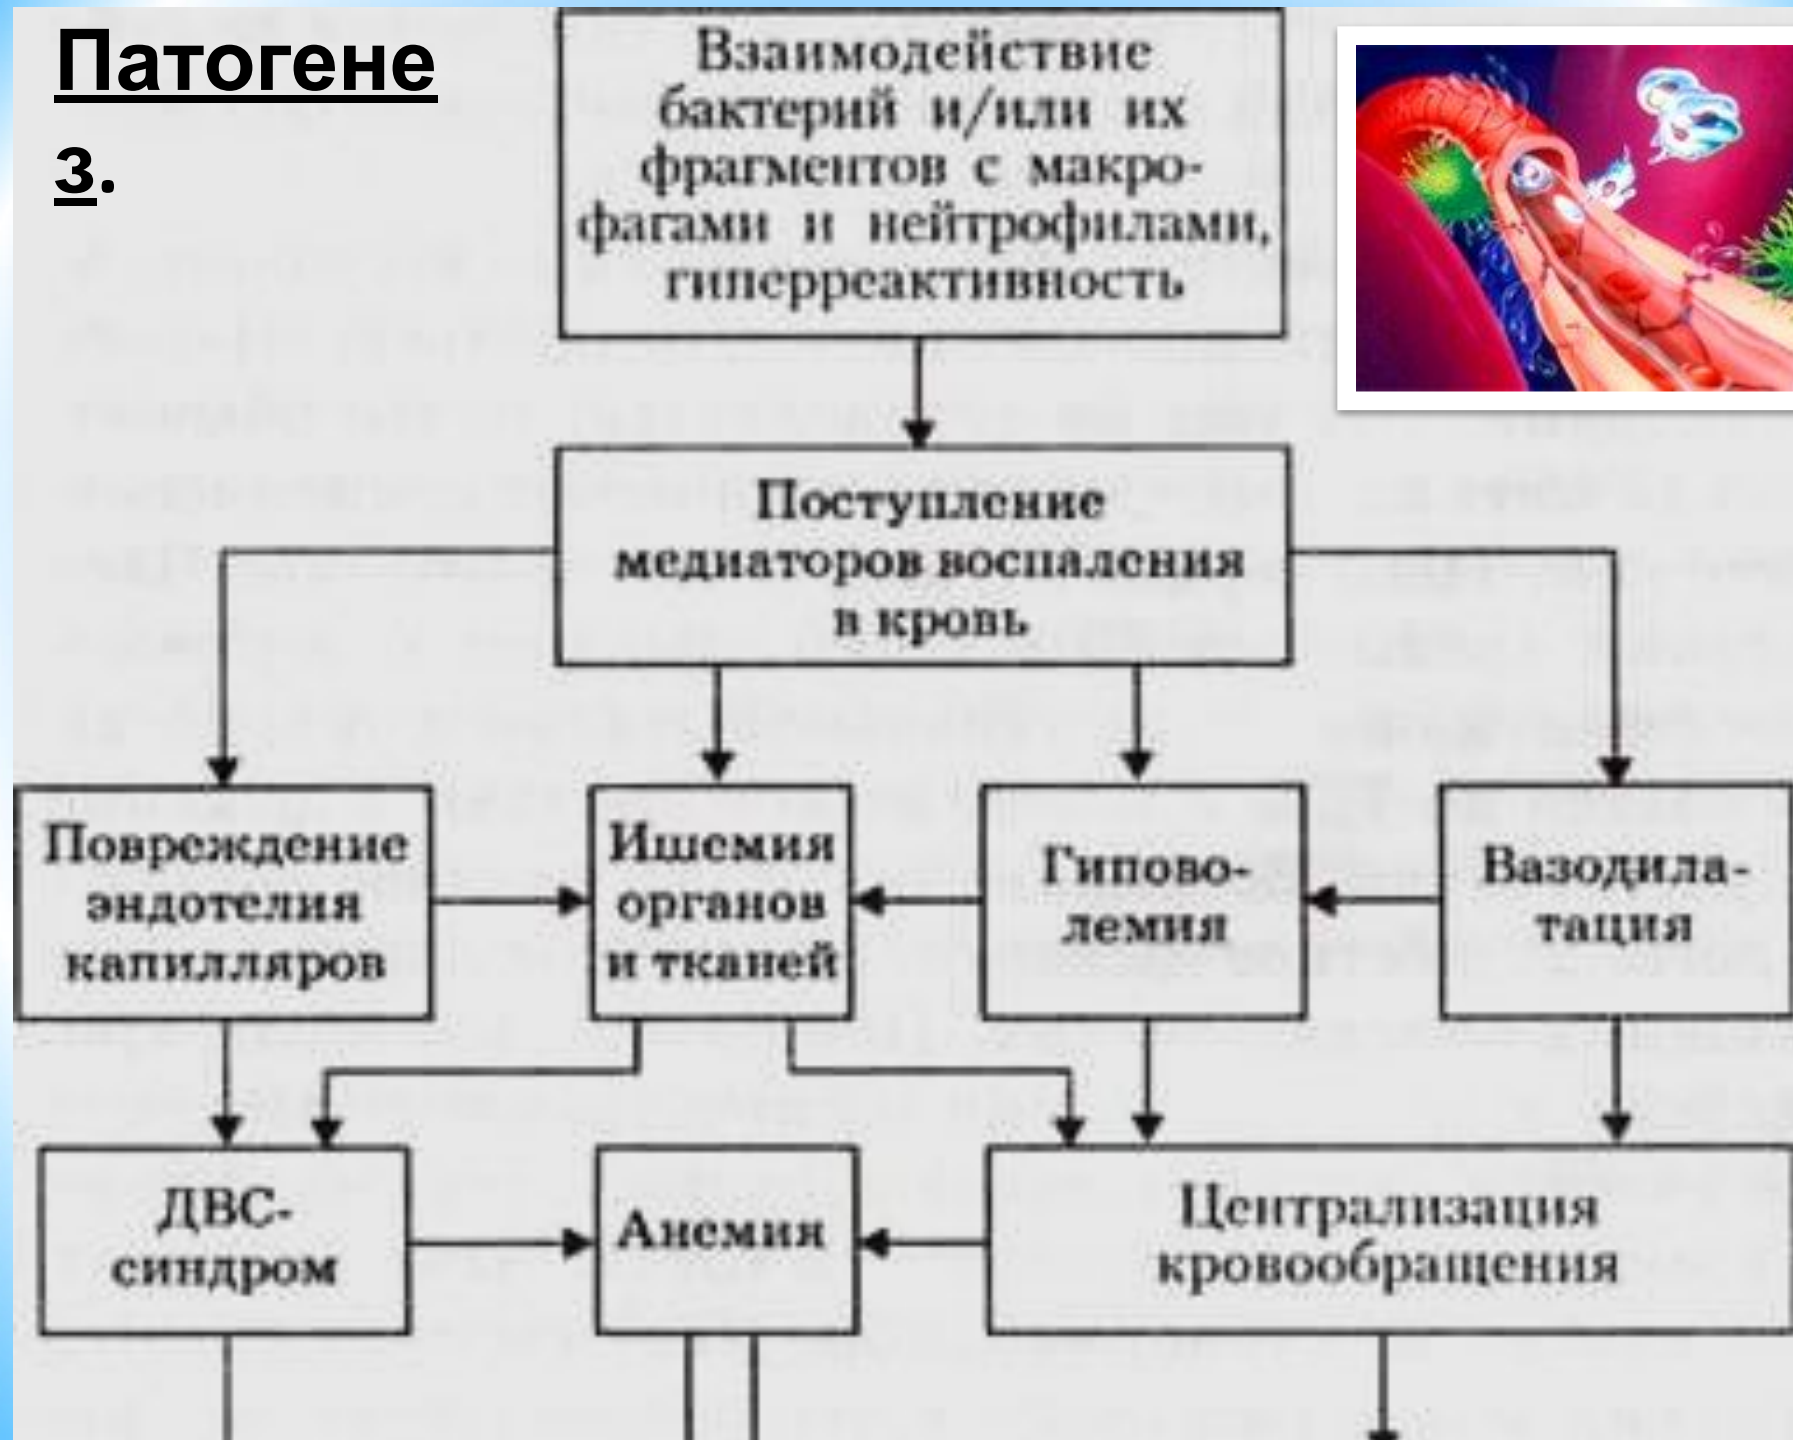 Патогене
з.
Взаимодействие
бактерий и/или их
фрагментов с макро-
фагами и нейтрофилами,
гиперреактивность
Поступление
медиаторов воспаления
в кровь
Повреждение
эндотелия
капилляров
Ишемия
органов
и тканей
Гипово-
лемия
Вазодила-
тация
ДВС-
синдром
Анемия
Централизация
кровообращения